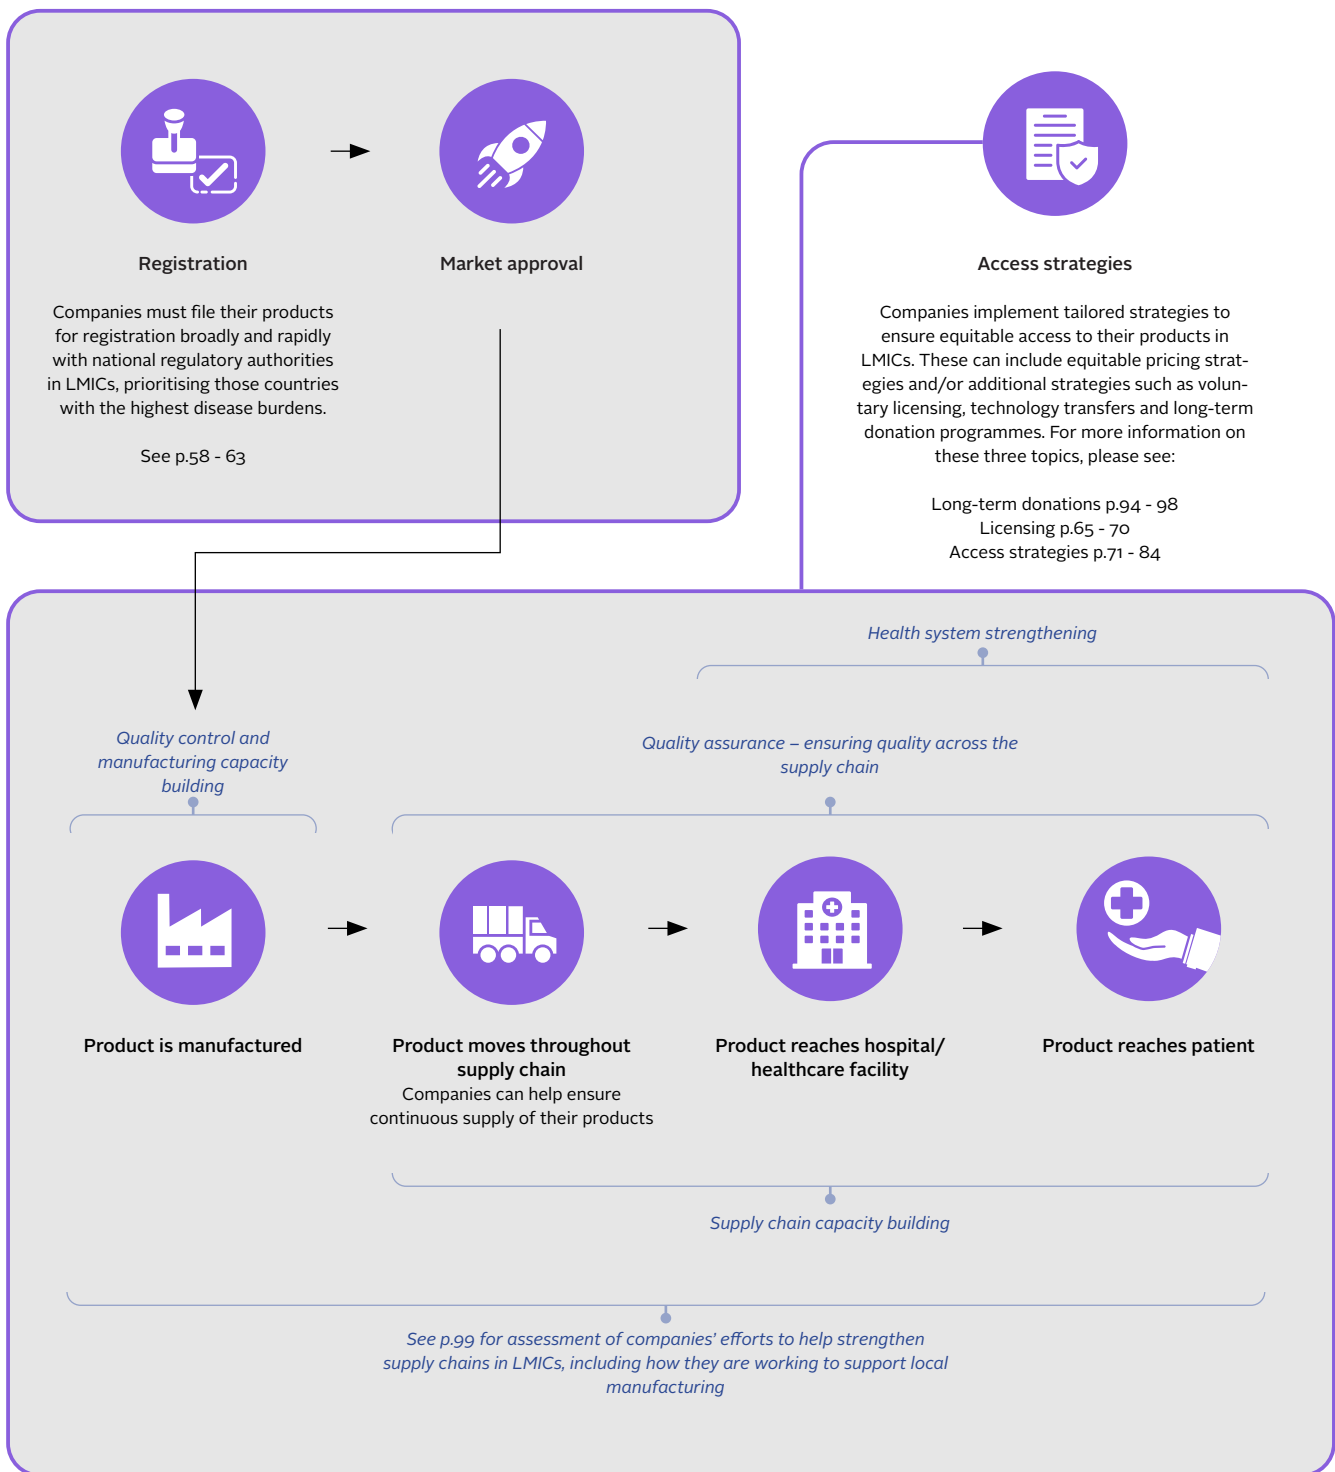 Registration
Companies must file their products
for registration broadly and rapidly
with national regulatory authorities
in LMICs, prioritising those countries
with the highest disease burdens.
See p.58 - 63
Market approval
Access strategies
Companies implement tailored strategies to
ensure equitable access to their products in
LMICs. These can include equitable pricing strat-
egies and/or additional strategies such as volun-
tary licensing, technology transfers and long-term
donation programmes. For more information on
these three topics, please see:
Long-term donations p.94 - 98
Licensing p.65 - 70
Access strategies p.71 - 84
Health system strengthening
Quality control and
manufacturing capacity
building
Quality assurance – ensuring quality across the
supply chain
Product is manufactured
Product moves throughout
supply chain
Companies can help ensure
continuous supply of their products
Product reaches hospital/
healthcare facility
Product reaches patient
Supply chain capacity building
See p.99 for assessment of companies’ efforts to help strengthen
supply chains in LMICs, including how they are working to support local
manufacturing